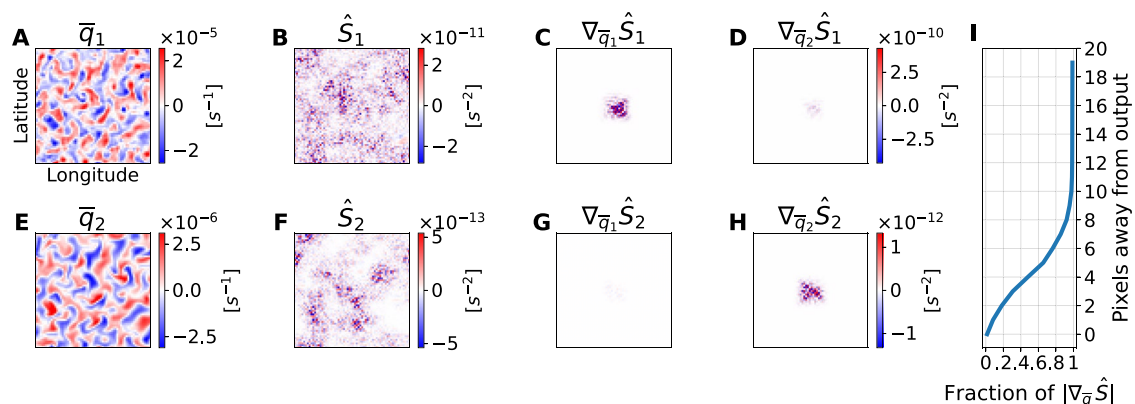 A
q̅₁
×10⁻⁵
2
0
−2
[s⁻¹]
Latitude
Longitude
B
Ŝ₁
×10⁻¹¹
2
0
−2
[s⁻²]
C
∇q̅₁Ŝ₁
D
∇q̅₂Ŝ₁
×10⁻¹⁰
2.5
0.0
−2.5
[s⁻²]
E
q̅₂
×10⁻⁶
2.5
0.0
−2.5
[s⁻¹]
F
Ŝ₂
×10⁻¹³
5
0
−5
[s⁻²]
G
∇q̅₁Ŝ₂
H
∇q̅₂Ŝ₂
×10⁻¹²
1
0
−1
[s⁻²]
I
20
18
16
14
12
10
8
6
4
2
0
Pixels away from output
0 .2 .4 .6 .8 1
Fraction of |∇q̅Ŝ|